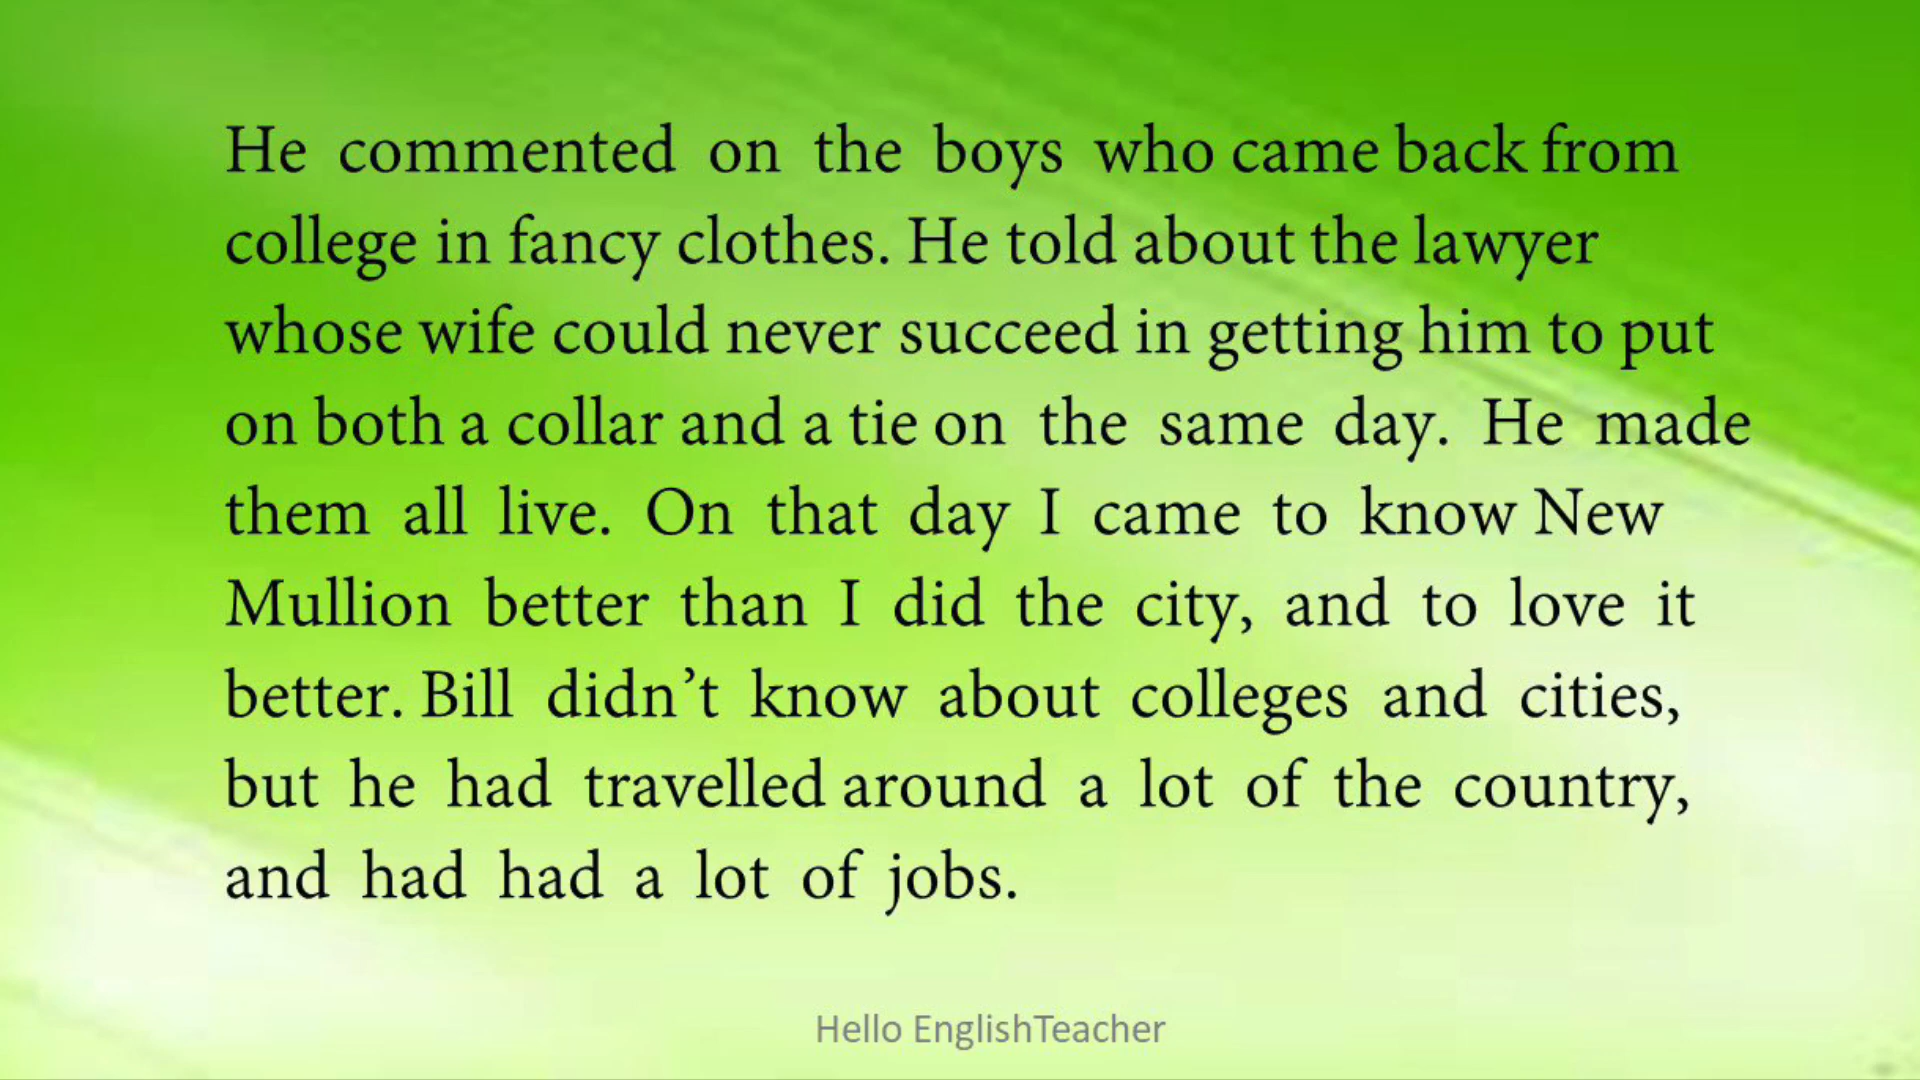 He commented on the boys who came back from
college in fancy clothes. He told about the lawyer
whose wife could never succeed in getting him to put
on both a collar and a tie on the same day. He made
them all live. On that day I came to know New
Mullion better than I did the city, and to love it
better. Bill didn’t know about colleges and cities,
but he had travelled around a lot of the country,
and had had a lot of jobs.
Hello EnglishTeacher